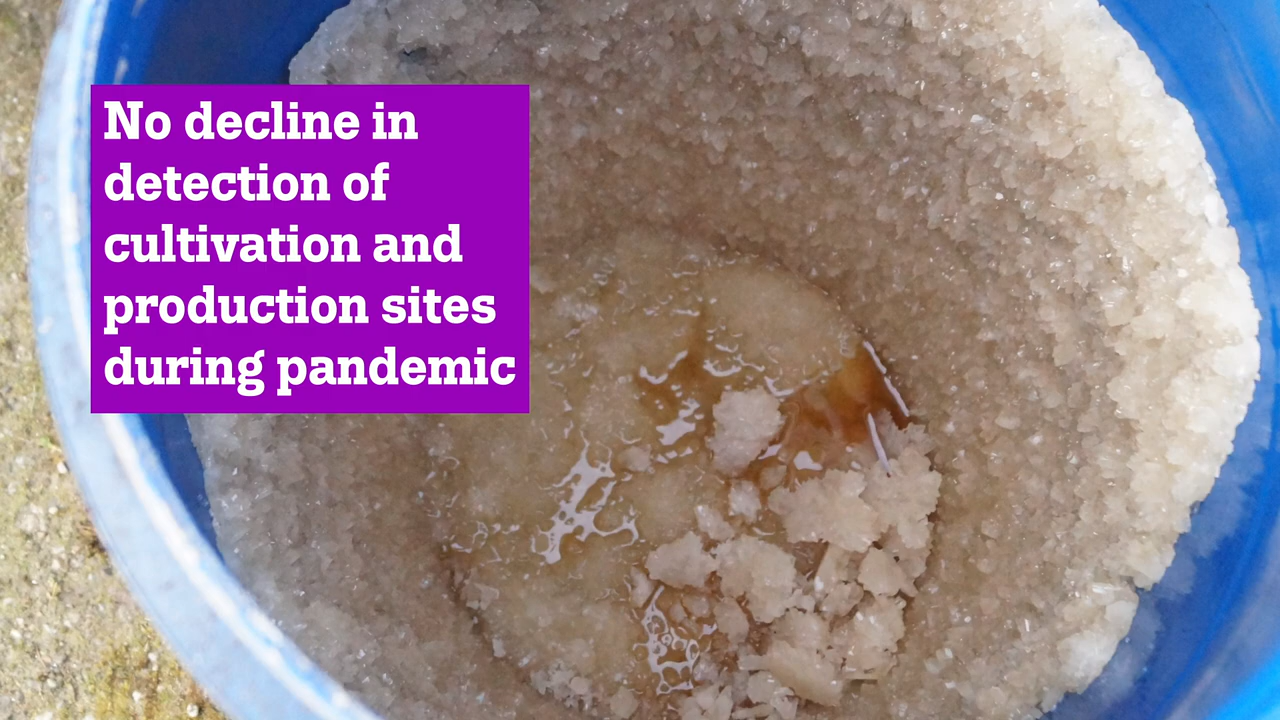 No decline in
detection of
cultivation and
production sites
during pandemic